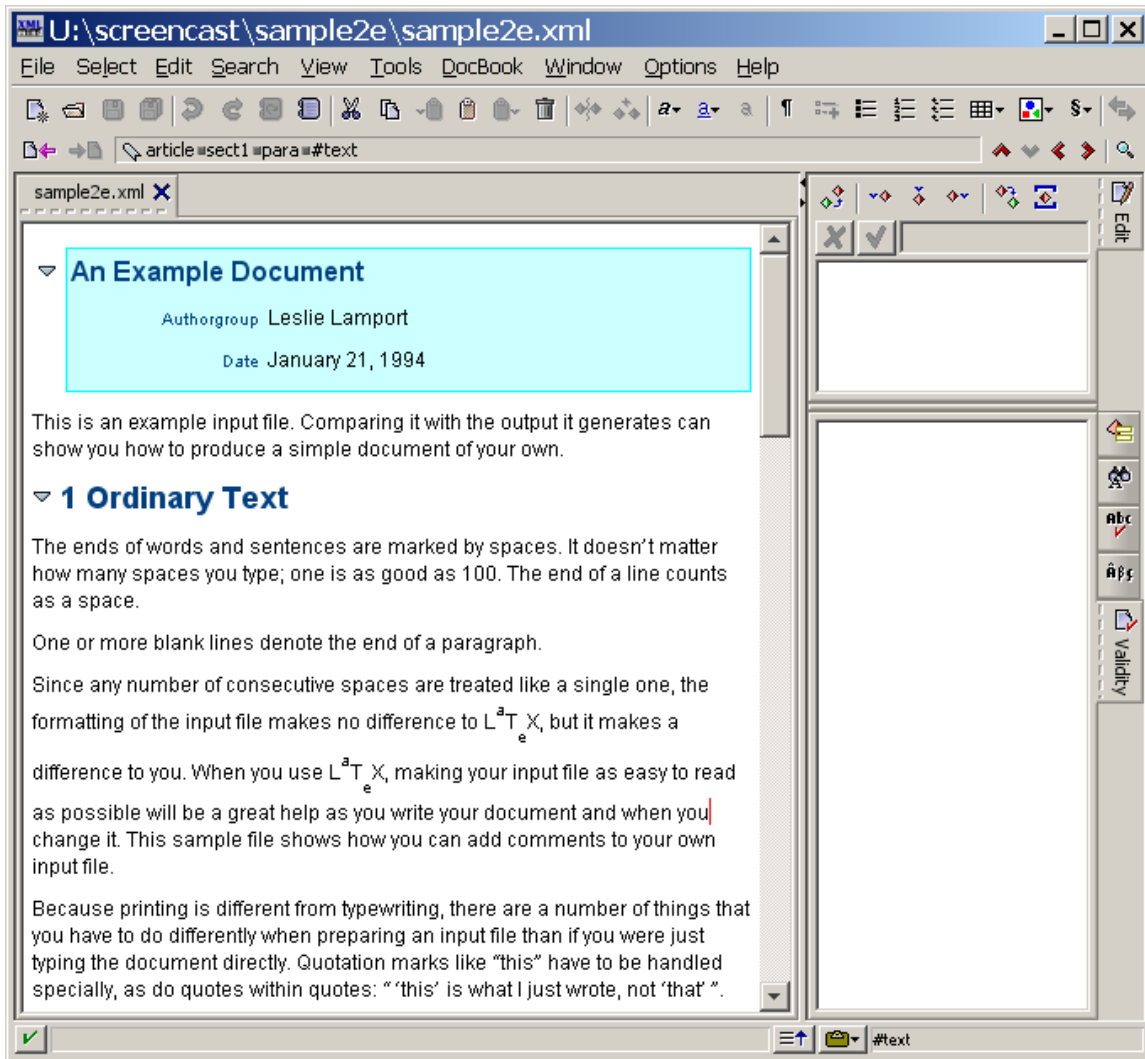 U:\screencast\sample2e\sample2e.xml
File Select Edit Search View Tools DocBook Window Options Help
article sect1 para #text
sample2e.xml
Edit
An Example Document
Authorgroup Leslie Lamport
Date January 21, 1994
This is an example input file. Comparing it with the output it generates can
show you how to produce a simple document of your own.
1 Ordinary Text
The ends of words and sentences are marked by spaces. It doesn't matter
how many spaces you type; one is as good as 100. The end of a line counts
as a space.
One or more blank lines denote the end of a paragraph.
Since any number of consecutive spaces are treated like a single one, the
formatting of the input file makes no difference to LaTeX, but it makes a
difference to you. When you use LaTeX, making your input file as easy to read
as possible will be a great help as you write your document and when you
change it. This sample file shows how you can add comments to your own
input file.
Because printing is different from typewriting, there are a number of things that
you have to do differently when preparing an input file than if you were just
typing the document directly. Quotation marks like “this” have to be handled
specially, as do quotes within quotes: “ ‘this’ is what I just wrote, not ‘that’ ”.
Abc
Âβç
Validity
#text